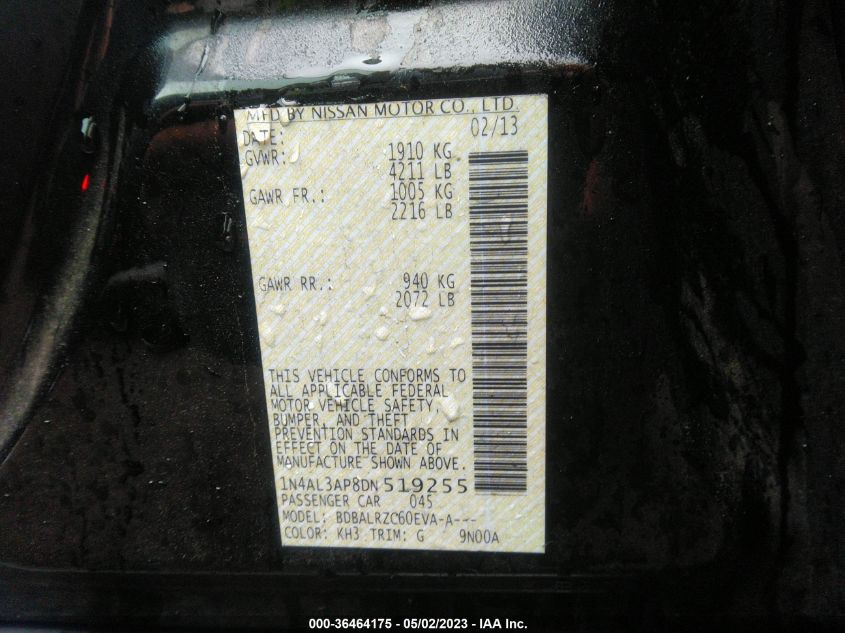 MFD BY NISSAN MOTOR CO., LTD.
DATE: 02/13
GVWR: 1910 KG
4211 LB
GAWR FR.: 1005 KG
2216 LB
GAWR RR.: 940 KG
2072 LB
THIS VEHICLE CONFORMS TO
ALL APPLICABLE FEDERAL
MOTOR VEHICLE SAFETY,
BUMPER, AND THEFT
PREVENTION STANDARDS IN
EFFECT ON THE DATE OF
MANUFACTURE SHOWN ABOVE.
1N4AL3AP8DN519255
PASSENGER CAR 045
MODEL: BDBALRZC60EVA-A---
COLOR: KH3 TRIM: G 9N00A
000-36464175 - 05/02/2023 - IAA Inc.